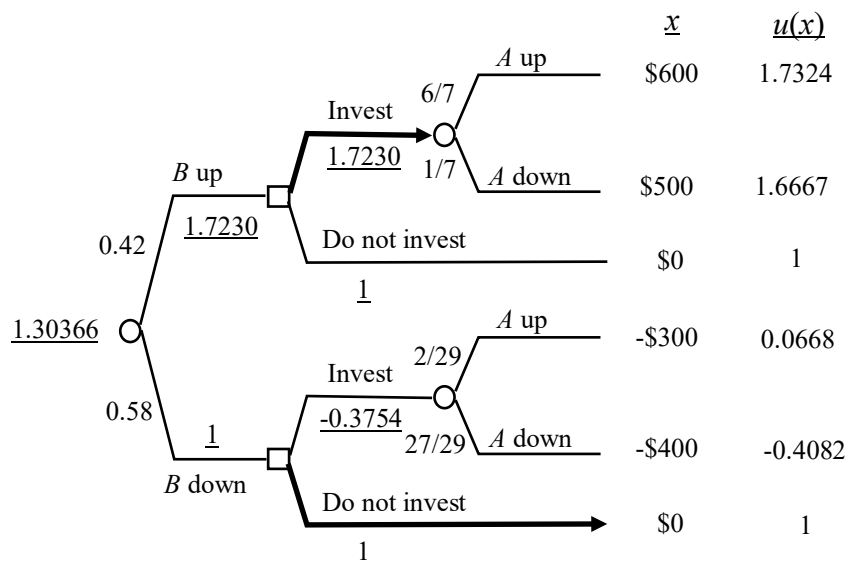 x u(x)
A up $600 1.7324
6/7
Invest
1.7230 1/7
B up A down $500 1.6667
1.7230
0.42 Do not invest $0 1
1
1.30366 A up -$300 0.0668
2/29
Invest
0.58 1 -0.3754
27/29 A down -$400 -0.4082
B down
Do not invest $0 1
1